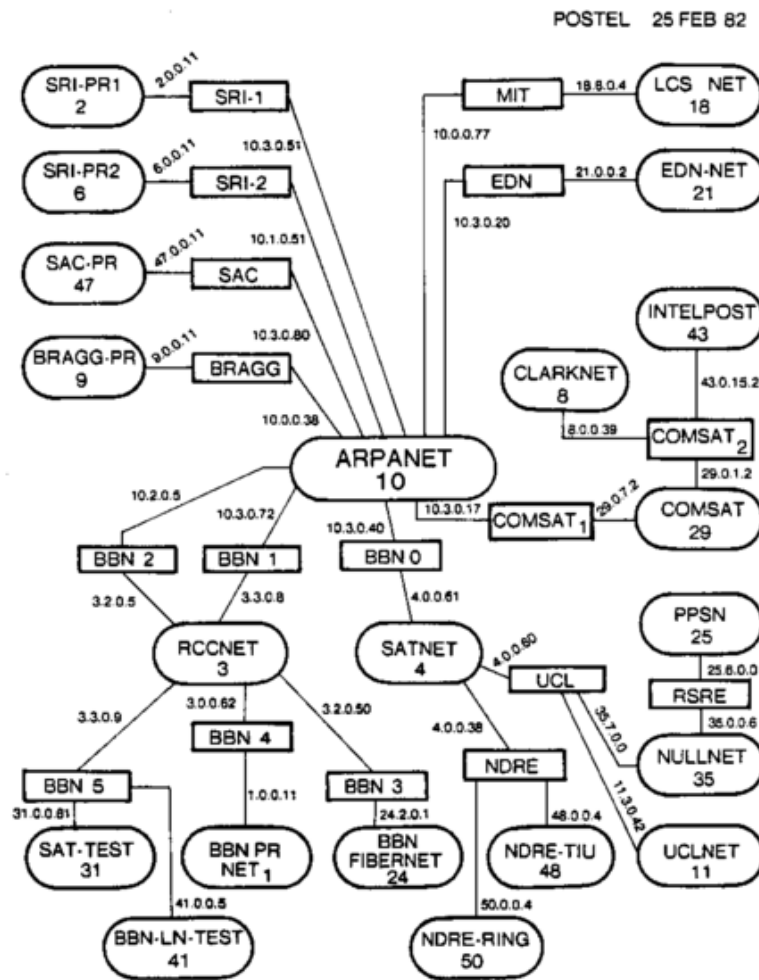 POSTEL 25 FEB 82
SRI-PR1
2
2.0.0.11
SRI-1
10.3.0.51
MIT
18.8.0.4
10.0.0.77
LCS NET
18
SRI-PR2
6
6.0.0.11
SRI-2
10.1.0.51
EDN
21.0.0.2
10.3.0.20
EDN-NET
21
SAC-PR
47
47.0.0.11
SAC
10.3.0.80
INTELPOST
43
43.0.15.2
BRAGG-PR
9
9.0.0.11
BRAGG
10.0.0.38
CLARKNET
8
8.0.0.39
COMSAT2
29.0.1.2
ARPANET
10
10.3.0.17
COMSAT1
29.0.7.2
COMSAT
29
10.2.0.5
10.3.0.72
10.3.0.40
BBN 2
BBN 1
BBN 0
3.2.0.5
3.3.0.8
4.0.0.61
RCCNET
3
SATNET
4
4.0.0.60
UCL
PPSN
25
25.6.0.0
RSRE
35.0.0.6
3.3.0.9
3.0.0.62
3.2.0.50
4.0.0.38
35.7.0.0
11.3.0.42
BBN 4
BBN 5
BBN 3
NDRE
NULLNET
35
31.0.0.61
1.0.0.11
24.2.0.1
48.0.0.4
SAT-TEST
31
BBN PR
NET1
BBN
FIBERNET
24
NDRE-TIU
48
UCLNET
11
41.0.0.5
50.0.0.4
BBN-LN-TEST
41
NDRE-RING
50